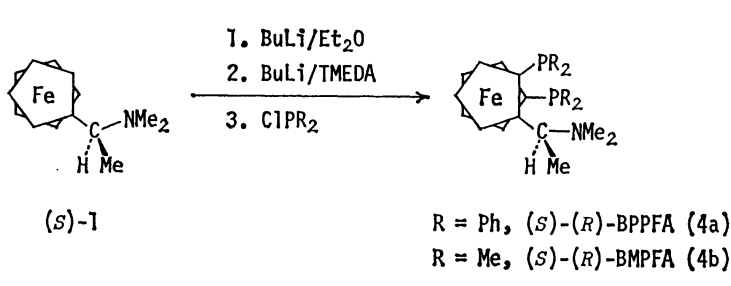 1. BuLi/Et2O
2. BuLi/TMEDA
3. ClPR2
Fe
C
NMe2
H Me
(S)-1
Fe
PR2
PR2
C-NMe2
H Me
R = Ph, (S)-(R)-BPPFA (4a)
R = Me, (S)-(R)-BMPFA (4b)